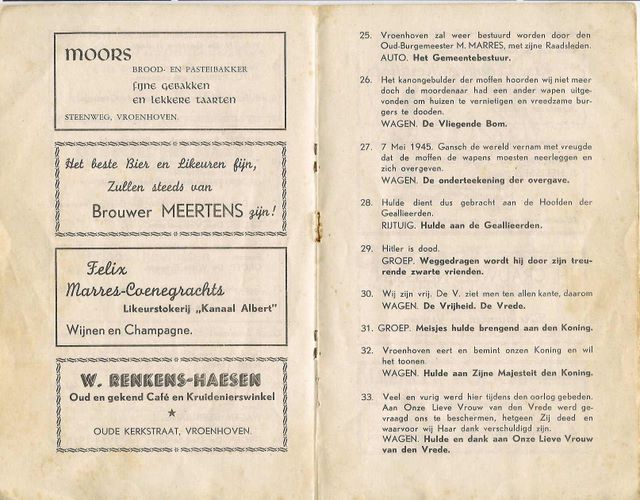 MOORS
BROOD- EN PASTEIBAKKER
FIJNE GEBAKKEN
EN LEKKERE TAARTEN
STEENWEG, VROENHOVEN.
Het beste Bier en Likeuren fijn,
Zullen steeds van
Brouwer MEERTENS zijn!
Felix
Marres-Coenegrachts
Likeurstokerij „Kanaal Albert"
Wijnen en Champagne.
W. RENKENS-HAESEN
Oud en gekend Café en Kruidenierswinkel
★
OUDE KERKSTRAAT, VROENHOVEN.
25. Vroenhoven zal weer bestuurd worden door den
Oud-Burgemeester M. MARRES, met zijne Raadsleden.
AUTO. Het Gemeentebestuur.
26. Het kanongebulder der moffen hoorden wij niet meer
doch de moordenaar had een ander wapen uitge-
vonden om huizen te vernietigen en vreedzame bur-
gers te dooden.
WAGEN. De Vliegende Bom.
27. 7 Mei 1945. Gansch de wereld vernam met vreugde
dat de moffen de wapens moesten neerleggen en
zich overgeven.
WAGEN. De onderteekening der overgave.
28. Hulde dient dus gebracht aan de Hoofden der
Geallieerden.
RIJTUIG. Hulde aan de Geallieerden.
29. Hitler is dood.
GROEP. Weggedragen wordt hij door zijn treu-
rende zwarte vrienden.
30. Wij zijn vrij. De V. ziet men ten allen kante, daarom
WAGEN. De Vrijheid. De Vrede.
31. GROEP. Meisjes hulde brengend aan den Koning.
32. Vroenhoven eert en bemint onzen Koning en wil
het toonen.
WAGEN. Hulde aan Zijne Majesteit den Koning.
33. Veel en vurig werd hier tijdens den oorlog gebeden.
Aan Onze Lieve Vrouw van den Vrede werd ge-
vraagd ons te beschermen, hetgeen Zij deed en
waarvoor wij Haar dank verschuldigd zijn.
WAGEN. Hulde en dank aan Onze Lieve Vrouw
van den Vrede.